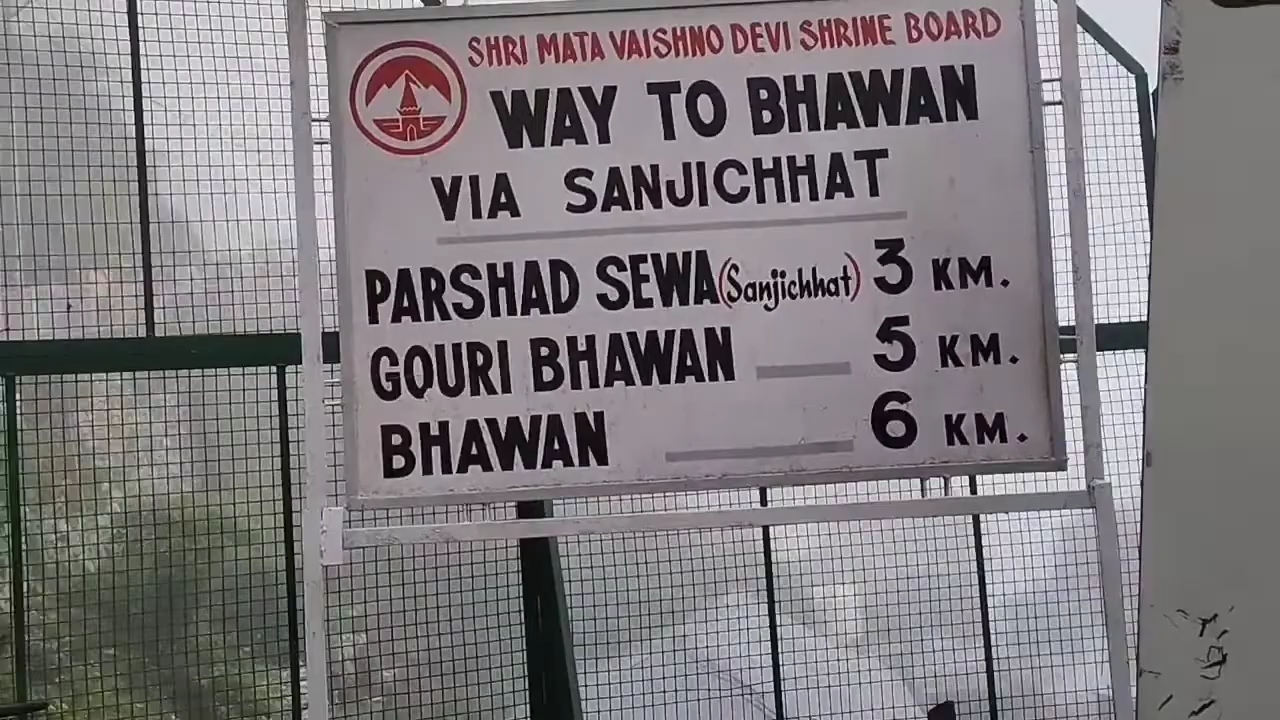 SHRI MATA VAISHNO DEVI SHRINE BOARD
WAY TO BHAWAN
VIA SANJICHHAT
PARSHAD SEWA (Sanjichhat) 3 KM.
GOURI BHAWAN 5 KM.
BHAWAN 6 KM.